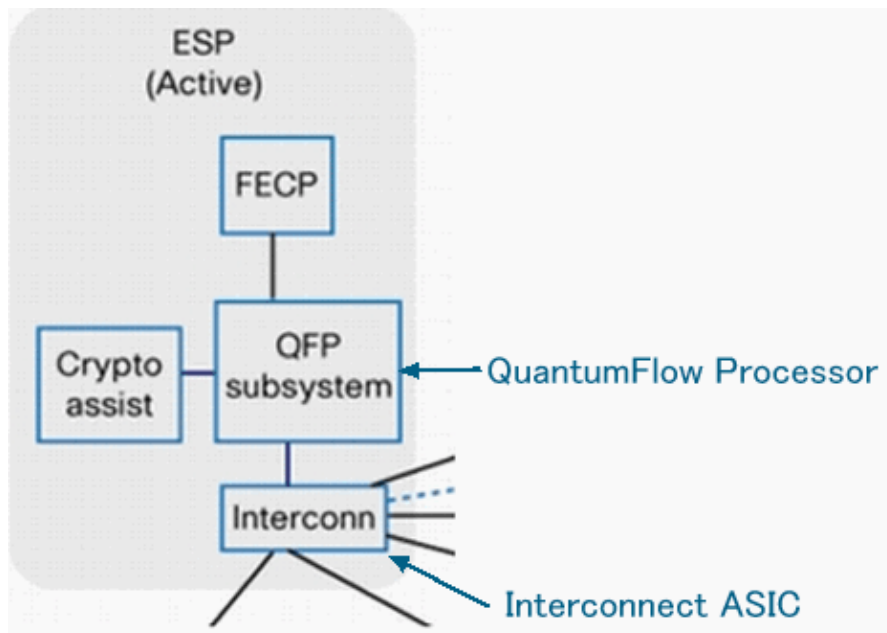 ESP
(Active)
FECP
QFP
subsystem
Crypto
assist
QuantumFlow Processor
Interconn
Interconnect ASIC